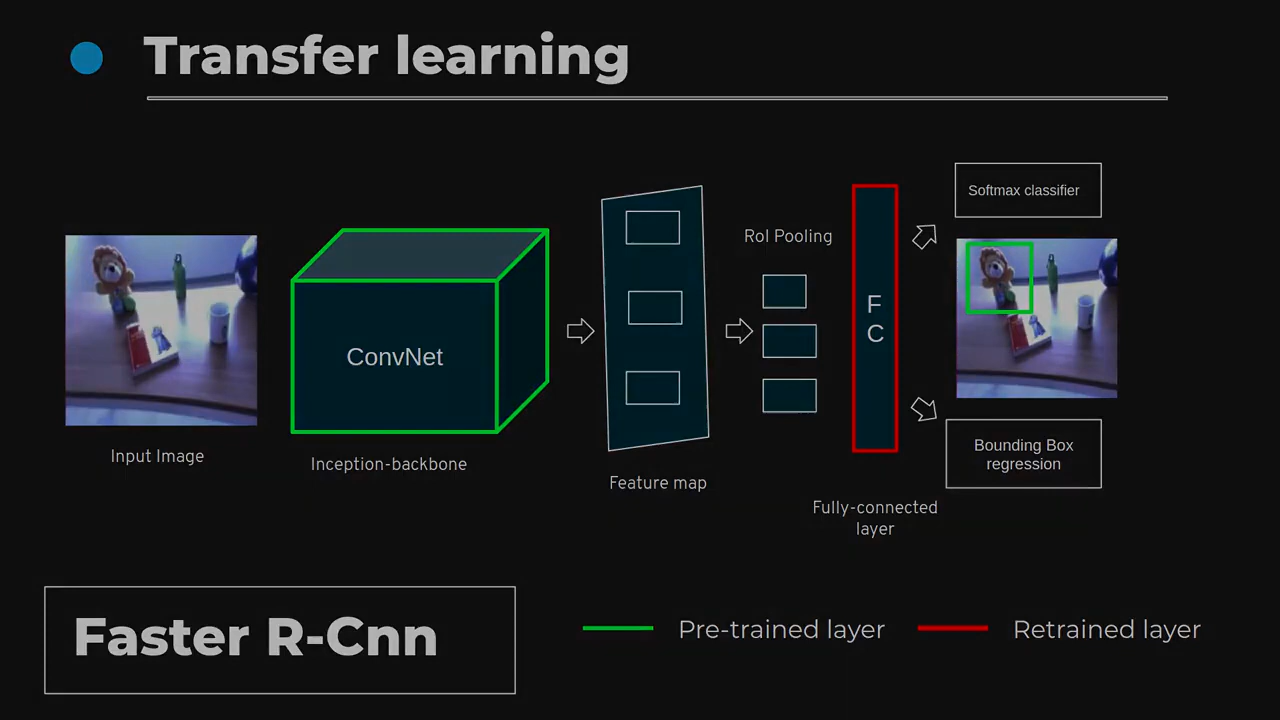 Transfer learning
Softmax classifier
RoI Pooling
F
C
ConvNet
Input Image
Inception-backbone
Feature map
Bounding Box
regression
Fully-connected
layer
Faster R-Cnn
Pre-trained layer
Retrained layer